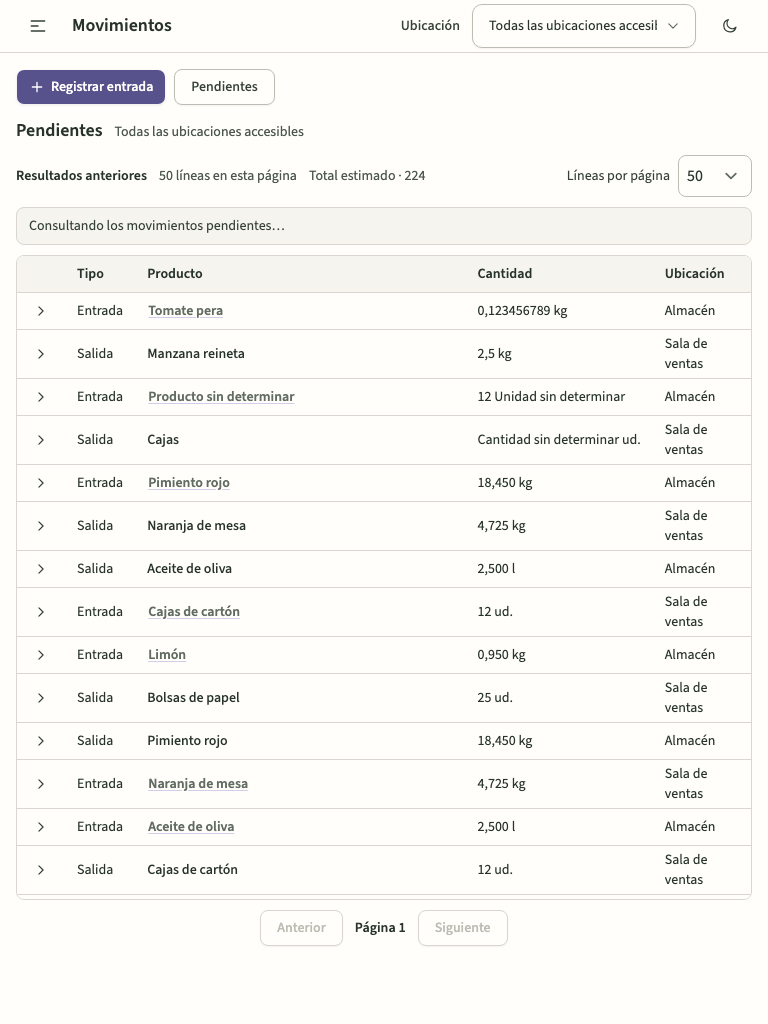 Movimientos
Ubicación
Todas las ubicaciones accesil
Registrar entrada
Pendientes
Pendientes Todas las ubicaciones accesibles
Resultados anteriores 50 líneas en esta página Total estimado · 224
Líneas por página 50
Consultando los movimientos pendientes…
Tipo Producto Cantidad Ubicación
Entrada Tomate pera 0,123456789 kg Almacén
Salida Manzana reineta 2,5 kg Sala de
ventas
Entrada Producto sin determinar 12 Unidad sin determinar Almacén
Salida Cajas Cantidad sin determinar ud. Sala de
ventas
Entrada Pimiento rojo 18,450 kg Almacén
Salida Naranja de mesa 4,725 kg Sala de
ventas
Salida Aceite de oliva 2,500 l Almacén
Entrada Cajas de cartón 12 ud. Sala de
ventas
Entrada Limón 0,950 kg Almacén
Salida Bolsas de papel 25 ud. Sala de
ventas
Salida Pimiento rojo 18,450 kg Almacén
Entrada Naranja de mesa 4,725 kg Sala de
ventas
Entrada Aceite de oliva 2,500 l Almacén
Salida Cajas de cartón 12 ud. Sala de
ventas
Anterior Página 1 Siguiente